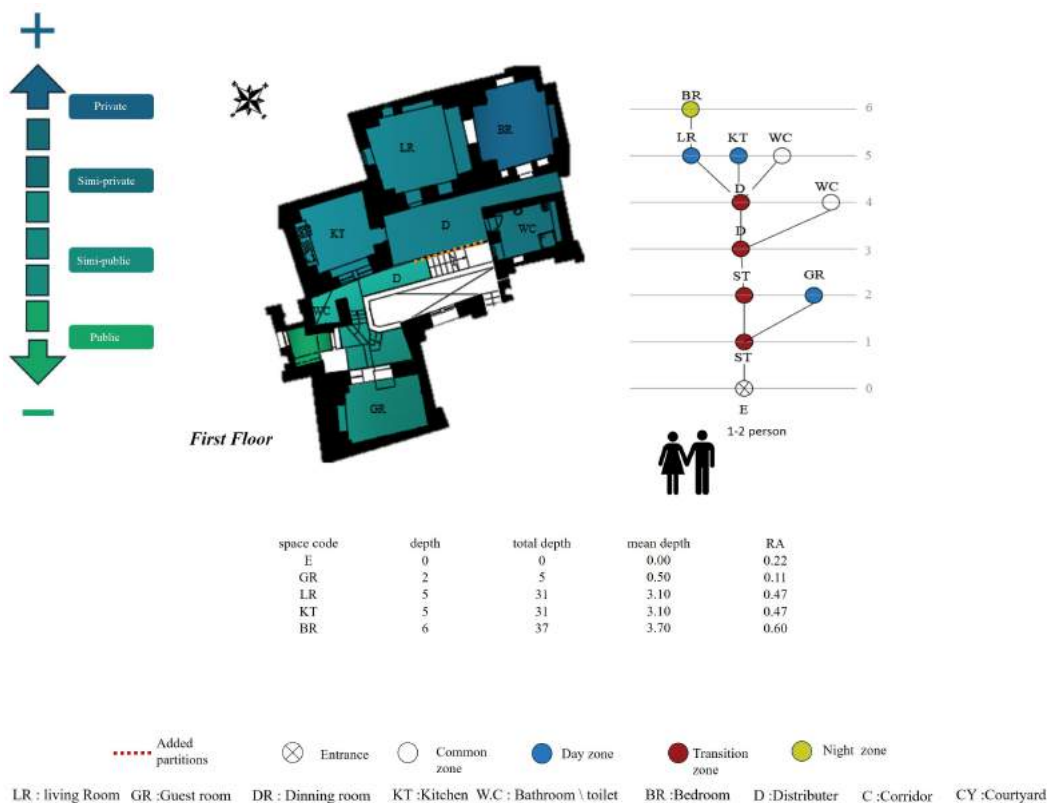 Private
Simi-private
Simi-public
Public
LR
BR
KT
D
WC
D
WC
GR
First Floor
BR
6
LR KT WC
5
D WC
4
D
3
ST GR
2
1
ST
0
E
1-2 person
space code depth total depth mean depth RA
E 0 0 0.00 0.22
GR 2 5 0.50 0.11
LR 5 31 3.10 0.47
KT 5 31 3.10 0.47
BR 6 37 3.70 0.60
Added partitions
Entrance
Common zone
Day zone
Transition zone
Night zone
LR : living Room GR :Guest room DR : Dinning room KT :Kitchen W.C : Bathroom \ toilet BR :Bedroom D :Distributer C :Corridor CY :Courtyard